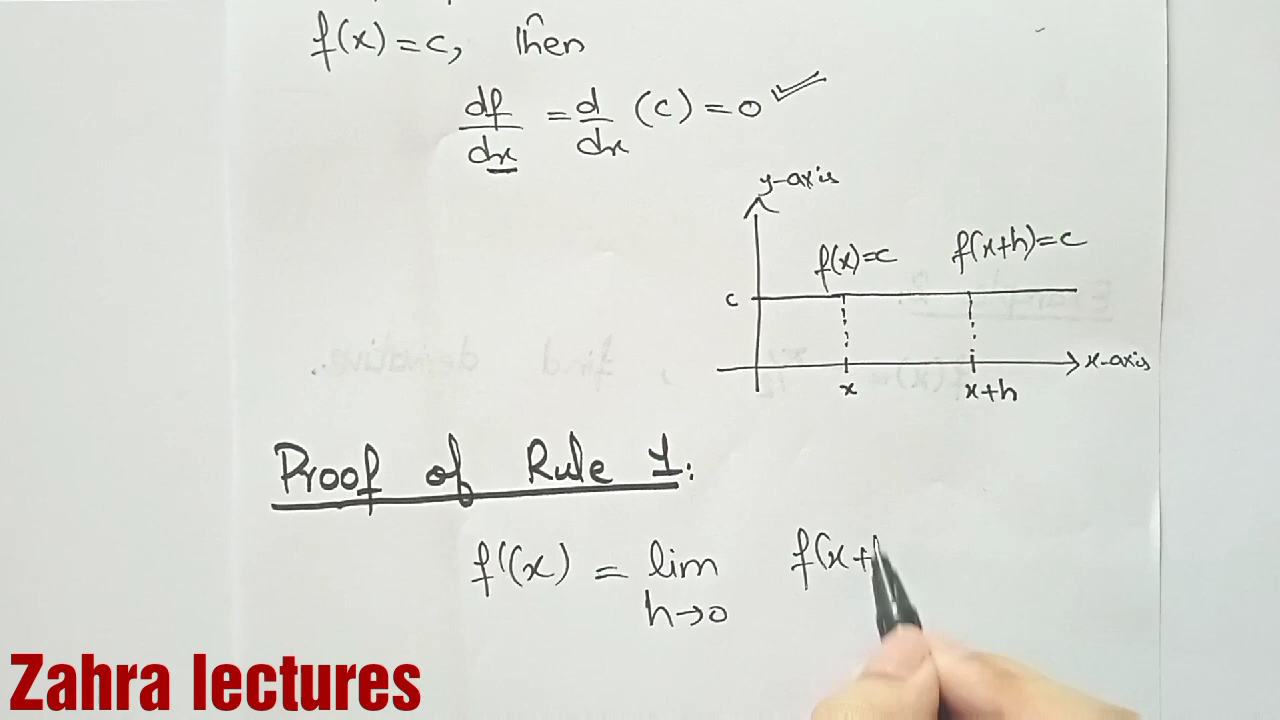 f(x) = c, then
df/dx = d/dx (c) = 0
y-axis
f(x)=c f(x+h)=c
c
x-axis
x x+h
Proof of Rule 1:
f'(x) = lim f(x+
h→0
Zahra lectures